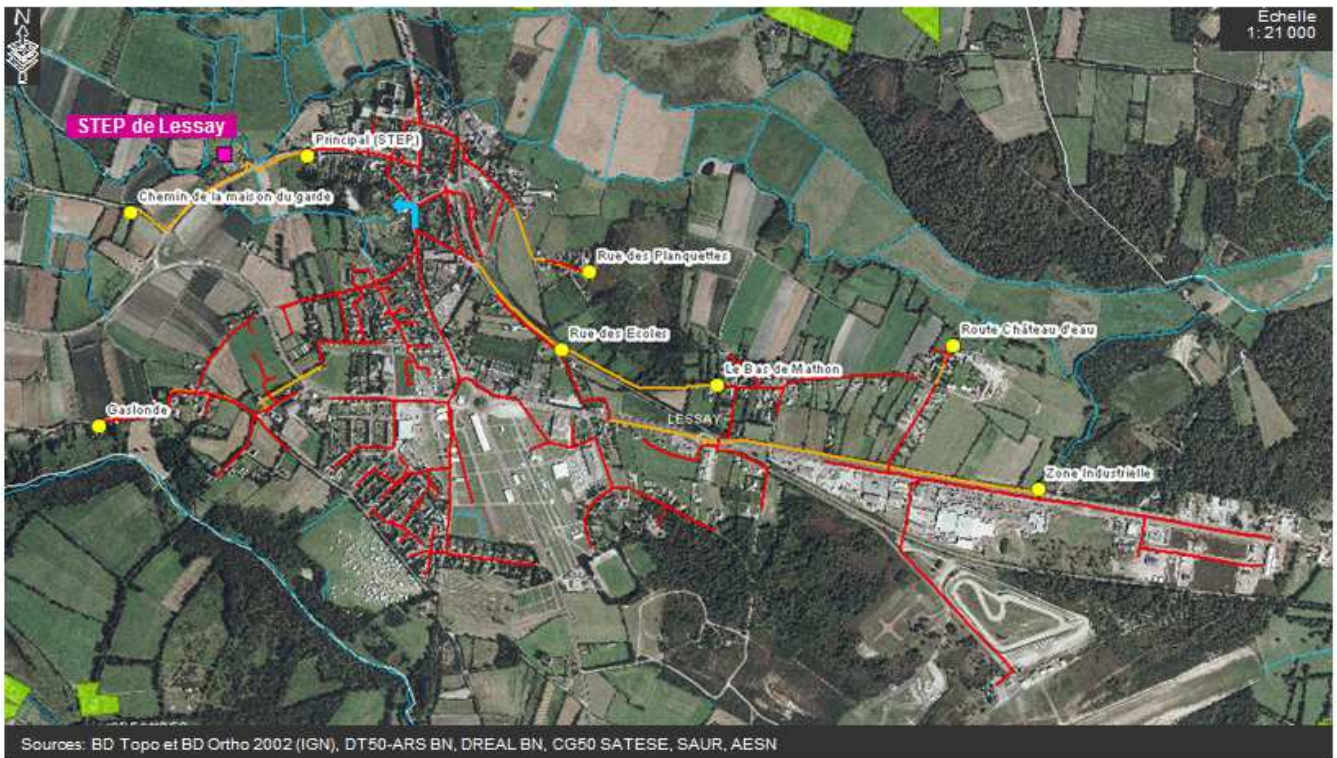 N
Échelle
1: 21 000
STEP de Lessay
Principal (STEP)
Chemin de la maison du garde
Rue des Planquettes
Rue des Ecoles
Route Château d'eau
Le Bas de Mathon
Gaslonde
LESSAY
Zone Industrielle
Sources: BD Topo et BD Ortho 2002 (IGN), DT50-ARS BN, DREAL BN, CG50 SATESE, SAUR, AESN